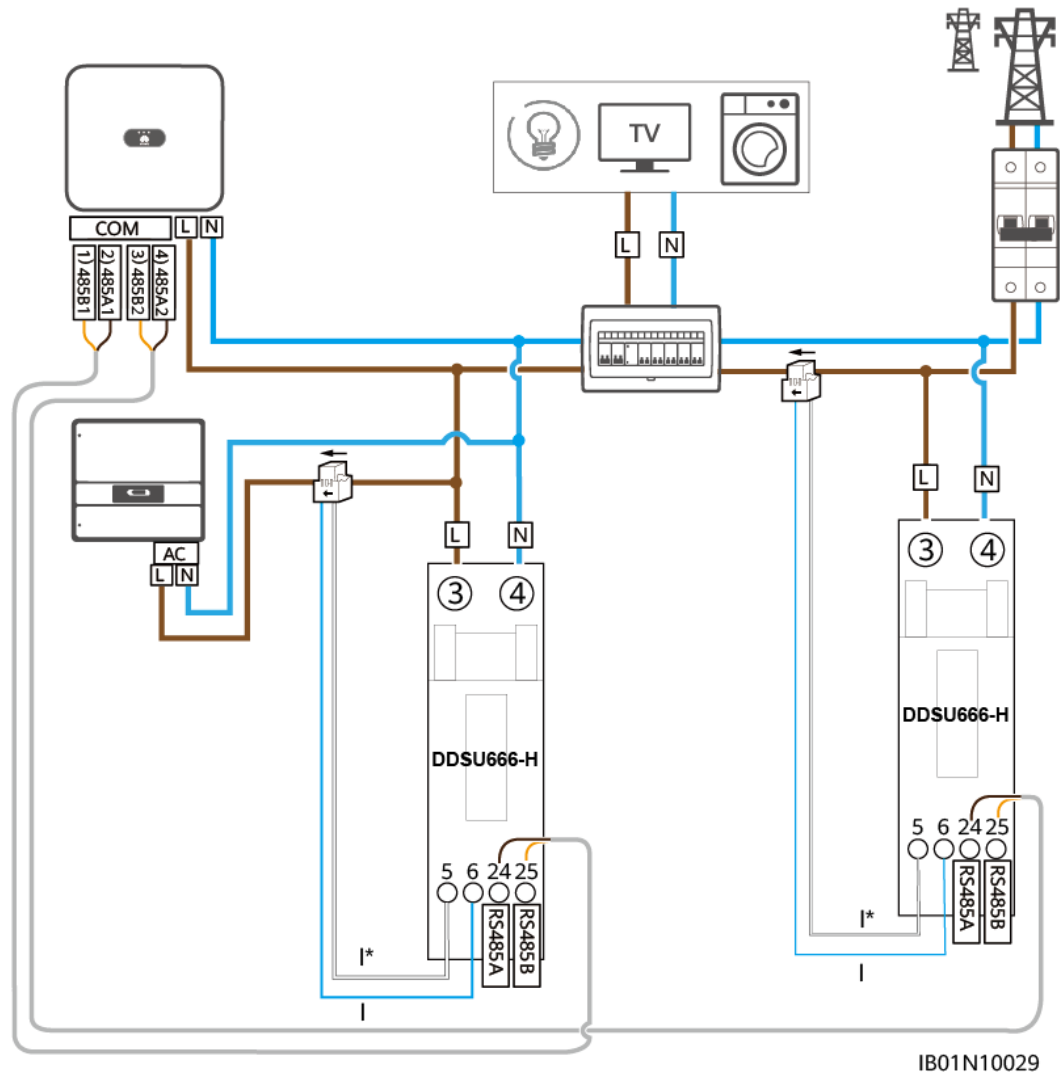 TV
COM
L
N
1) 485B1
2) 485A1
3) 485B2
4) 485A2
L
N
AC
L
N
L
N
L
N
3
4
3
4
DDSU666-H
DDSU666-H
5 6 24 25
RS485A
RS485B
5 6 24 25
RS485A
RS485B
I*
I
I*
I
IB01N10029